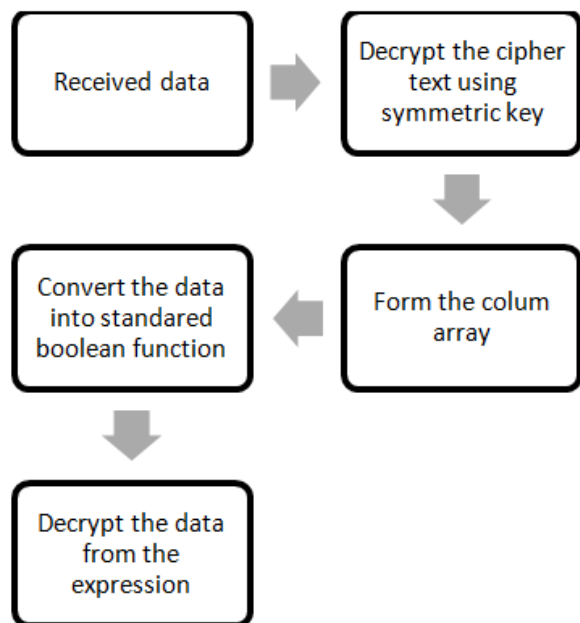 Received data
Decrypt the cipher
text using
symmetric key
Form the colum
array
Convert the data
into standared
boolean function
Decrypt the data
from the
expression